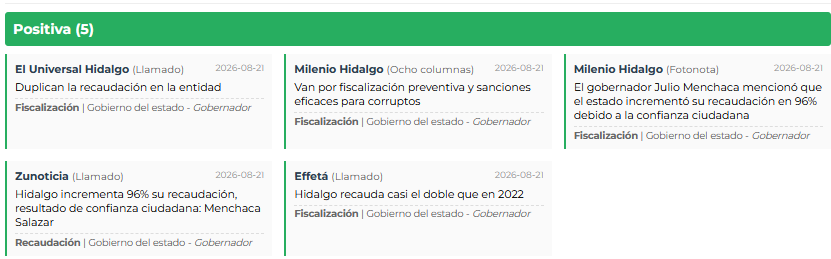 Positiva (5)
El Universal Hidalgo (Llamado) 2026-08-21
Duplican la recaudación en la entidad
Fiscalización | Gobierno del estado - Gobernador
Milenio Hidalgo (Ocho columnas) 2026-08-21
Van por fiscalización preventiva y sanciones
eficaces para corruptos
Fiscalización | Gobierno del estado - Gobernador
Milenio Hidalgo (Fotonota) 2026-08-21
El gobernador Julio Menchaca mencionó que
el estado incrementó su recaudación en 96%
debido a la confianza ciudadana
Fiscalización | Gobierno del estado - Gobernador
Zunoticia (Llamado) 2026-08-21
Hidalgo incrementa 96% su recaudación,
resultado de confianza ciudadana: Menchaca
Salazar
Recaudación | Gobierno del estado - Gobernador
Effetá (Llamado) 2026-08-21
Hidalgo recauda casi el doble que en 2022
Fiscalización | Gobierno del estado - Gobernador